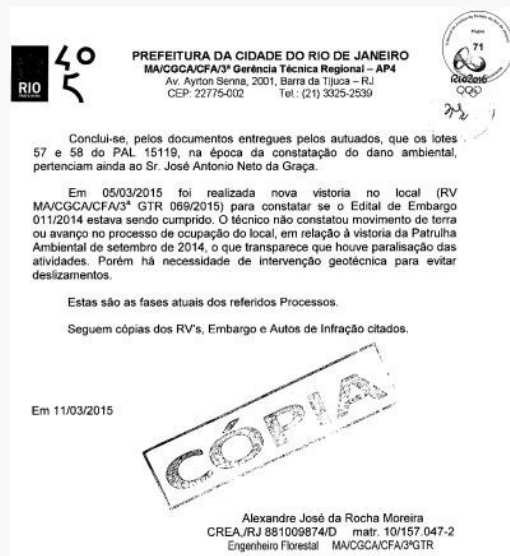 RIO
450
PREFEITURA DA CIDADE DO RIO DE JANEIRO
MA/CGCA/CFA/3ª Gerência Técnica Regional – AP4
Av. Ayrton Senna, 2001, Barra da Tijuca – RJ
CEP: 22775-002 Tel.: (21) 3325-2539
Página
71
Rio2016
Conclui-se, pelos documentos entregues pelos autuados, que os lotes
57 e 58 do PAL 15119, na época da constatação do dano ambiental,
pertenciam ainda ao Sr. José Antonio Neto da Graça.
Em 05/03/2015 foi realizada nova vistoria no local (RV
MA/CGCA/CFA/3ª GTR 069/2015) para constatar se o Edital de Embargo
011/2014 estava sendo cumprido. O técnico não constatou movimento de terra
ou avanço no processo de ocupação do local, em relação à vistoria da Patrulha
Ambiental de setembro de 2014, o que transparece que houve paralisação das
atividades. Porém há necessidade de intervenção geotécnica para evitar
deslizamentos.
Estas são as fases atuais dos referidos Processos.
Seguem cópias dos RV's, Embargo e Autos de Infração citados.
CÓPIA
Em 11/03/2015
Alexandre José da Rocha Moreira
CREA/RJ 881009874/D matr. 10/157.047-2
Engenheiro Florestal MA/CGCA/CFA/3ªGTR